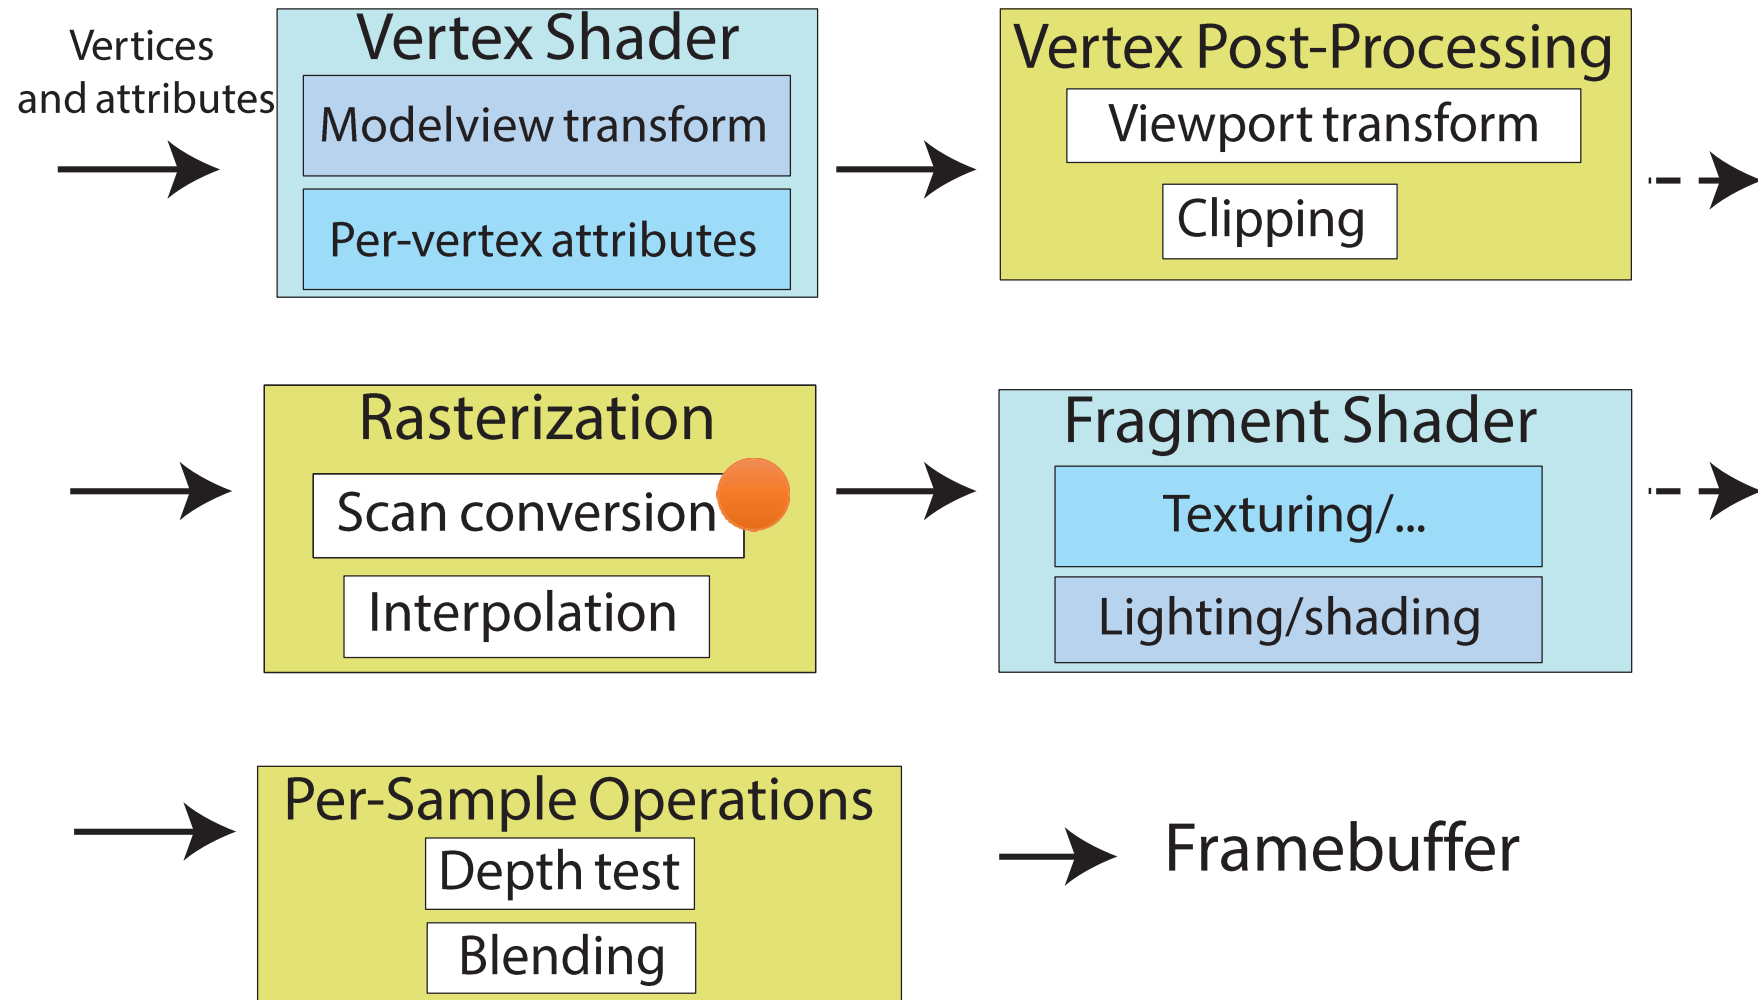 Vertices
and attributes
Vertex Shader
Modelview transform
Per-vertex attributes
Vertex Post-Processing
Viewport transform
Clipping
Rasterization
Scan conversion
Interpolation
Fragment Shader
Texturing/...
Lighting/shading
Per-Sample Operations
Depth test
Blending
Framebuffer